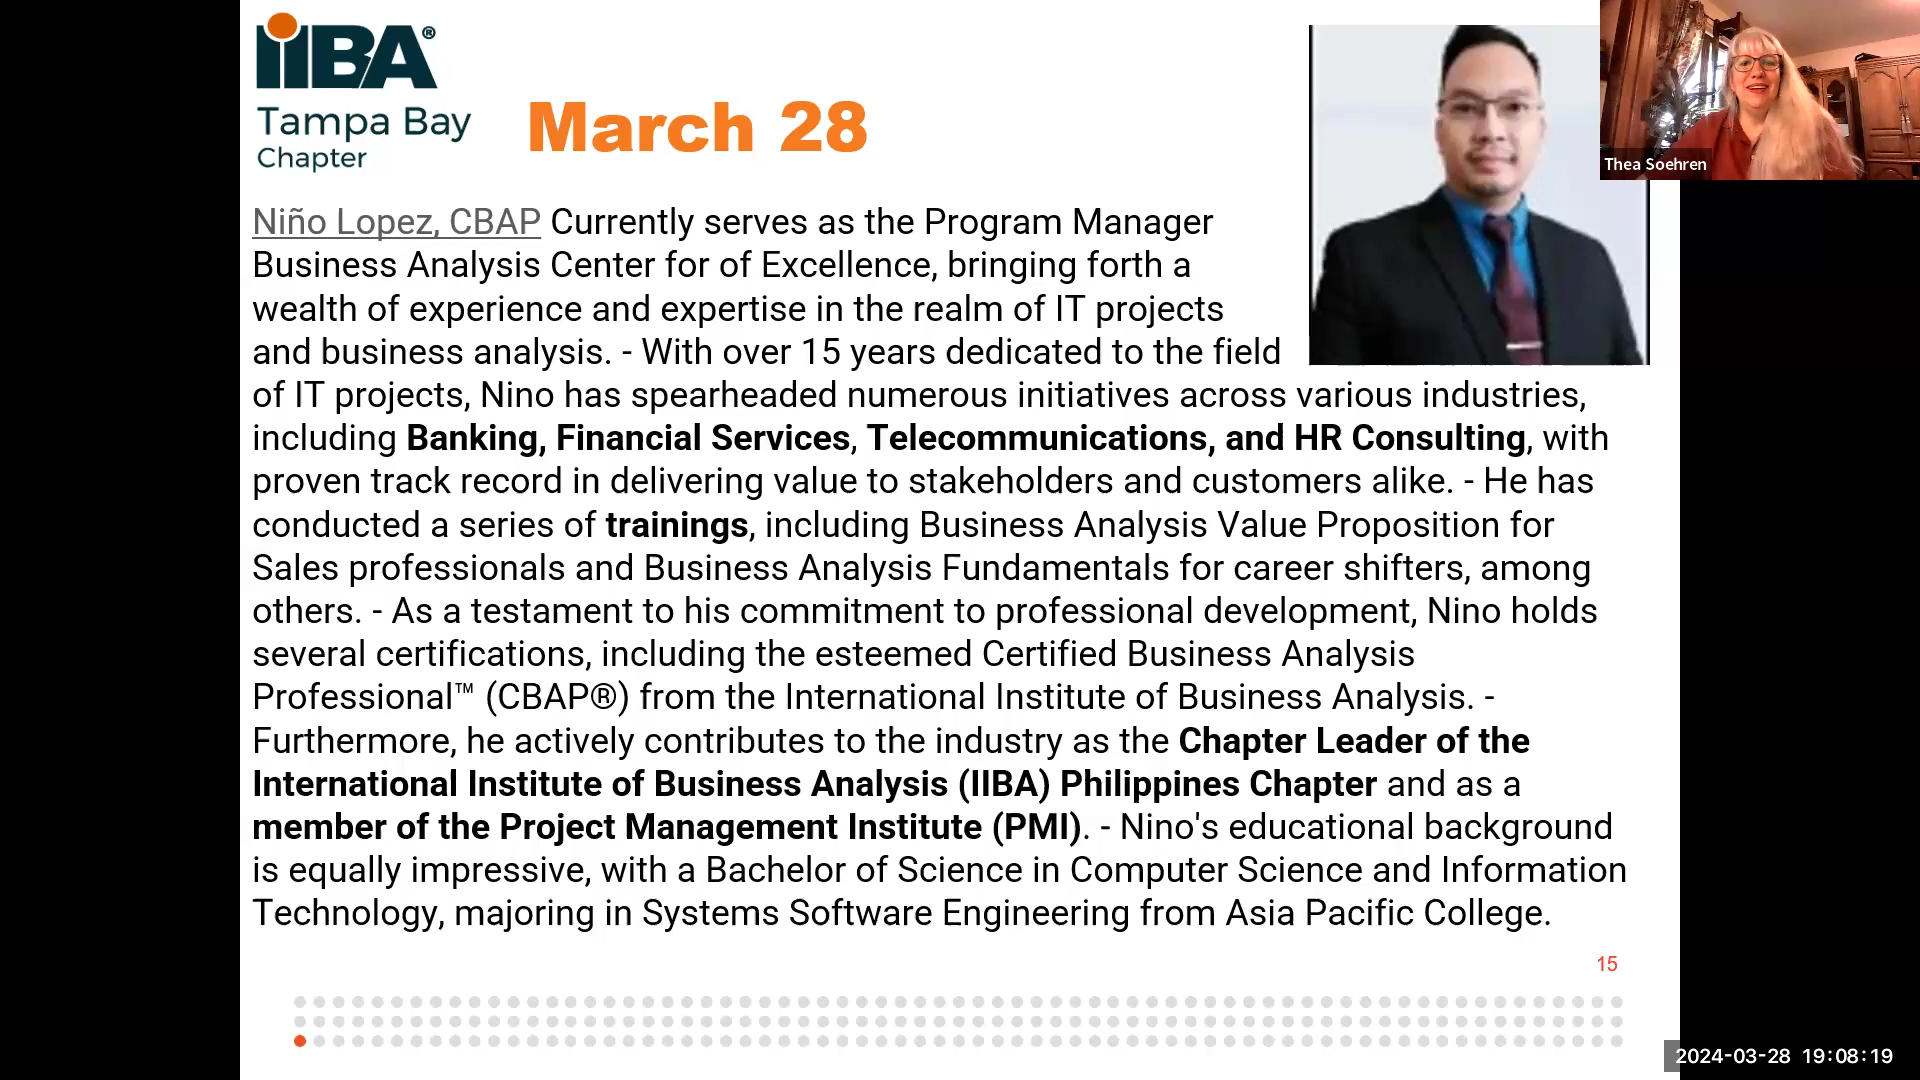 iiBA®
Tampa Bay
Chapter
March 28
Thea Soehren
Niño Lopez, CBAP Currently serves as the Program Manager
Business Analysis Center for of Excellence, bringing forth a
wealth of experience and expertise in the realm of IT projects
and business analysis. - With over 15 years dedicated to the field
of IT projects, Nino has spearheaded numerous initiatives across various industries,
including Banking, Financial Services, Telecommunications, and HR Consulting, with
proven track record in delivering value to stakeholders and customers alike. - He has
conducted a series of trainings, including Business Analysis Value Proposition for
Sales professionals and Business Analysis Fundamentals for career shifters, among
others. - As a testament to his commitment to professional development, Nino holds
several certifications, including the esteemed Certified Business Analysis
Professional™ (CBAP®) from the International Institute of Business Analysis. -
Furthermore, he actively contributes to the industry as the Chapter Leader of the
International Institute of Business Analysis (IIBA) Philippines Chapter and as a
member of the Project Management Institute (PMI). - Nino's educational background
is equally impressive, with a Bachelor of Science in Computer Science and Information
Technology, majoring in Systems Software Engineering from Asia Pacific College.
15
2024-03-28 19:08:19